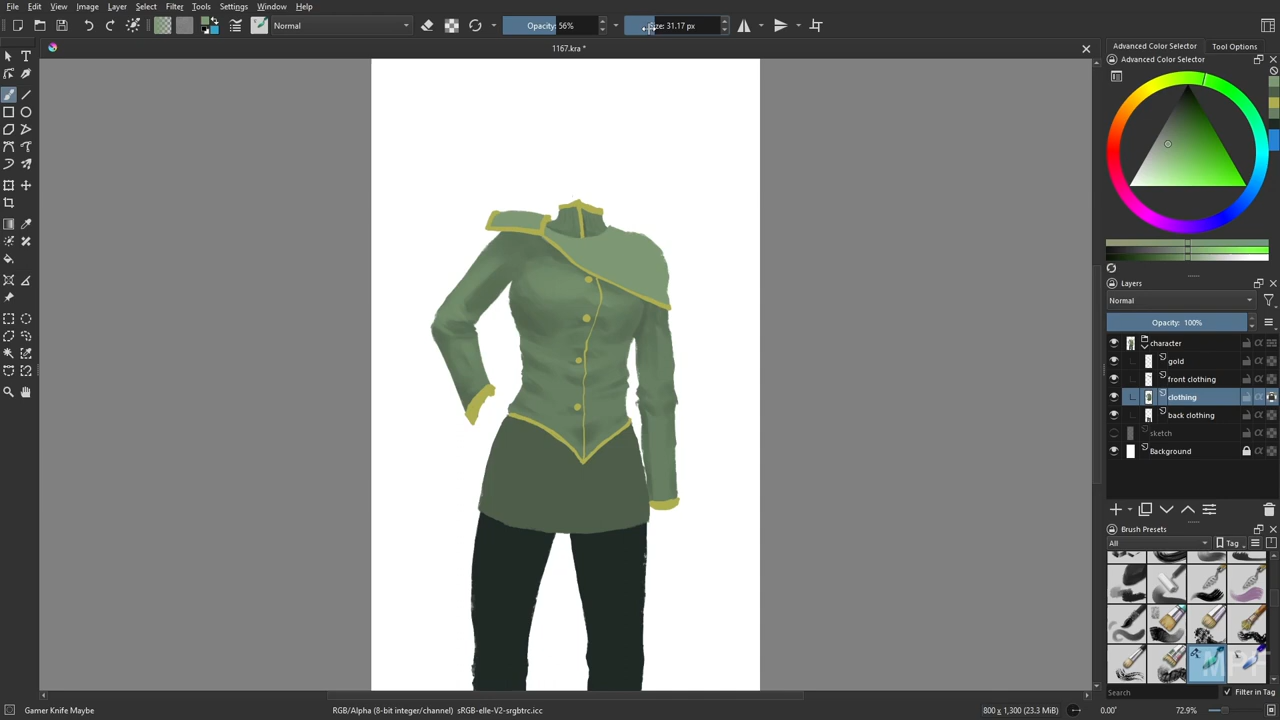 File Edit View Image Layer Select Filter Tools Settings Window Help
Normal
Opacity: 56%
Size: 31.17 px
1167.kra *
Advanced Color Selector Tool Options
Advanced Color Selector
Layers
Normal
Opacity: 100%
character
gold
front clothing
clothing
back clothing
sketch
Background
Brush Presets
All
Tag
Search
Filter in Tag
Gamer Knife Maybe
RGB/Alpha (8-bit integer/channel) sRGB-elle-V2-srgbtrc.icc
800 x 1,300 (23.3 MiB)
0.00°
72.9%